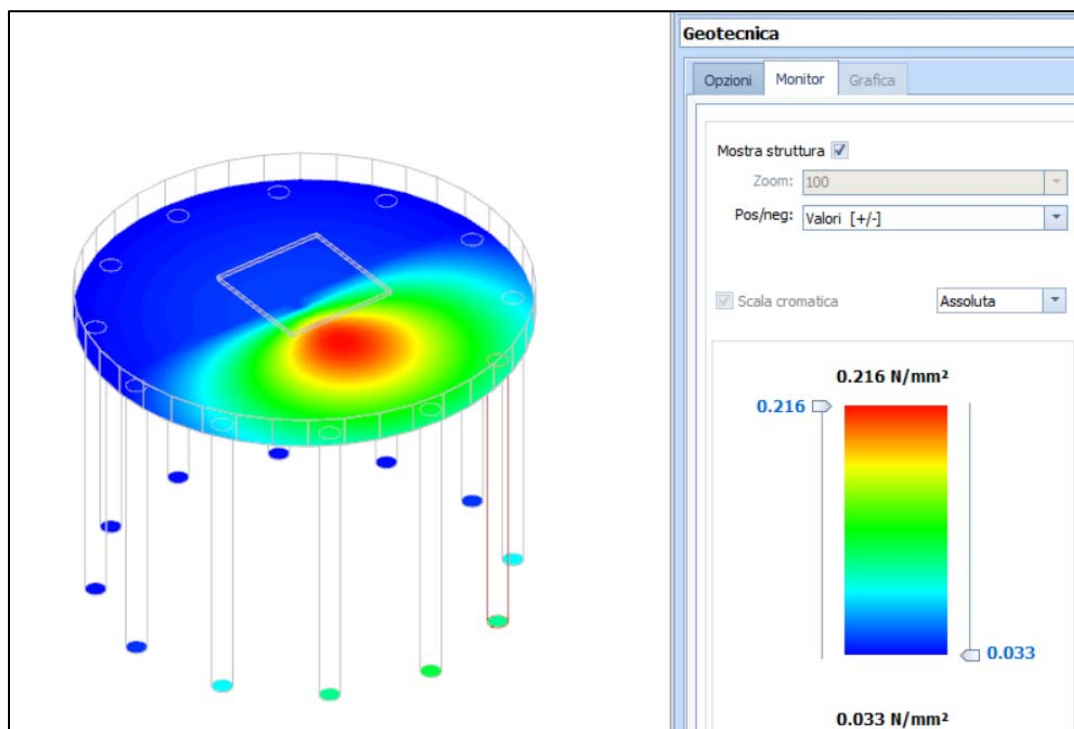 Geotecnica
Opzioni Monitor Grafica
Mostra struttura
Zoom: 100
Pos/neg: Valori [+/-]
Scala cromatica Assoluta
0.216 N/mm²
0.216
0.033
0.033 N/mm²